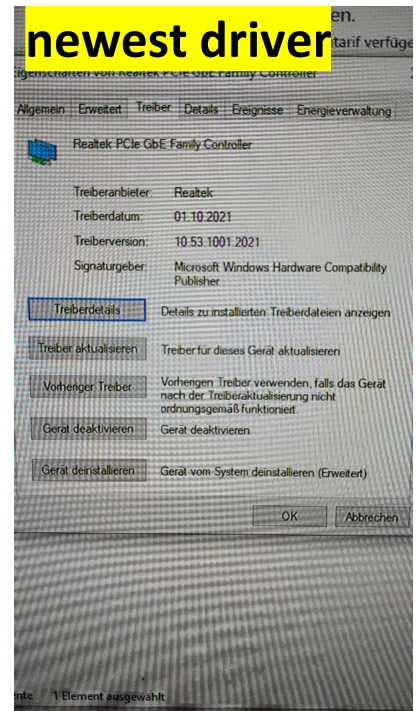 en.
newest driver
tarif verfüge
Eigenschaften von Realtek PCIe GbE Family Controller
Allgemein Erweitert Treiber Details Ereignisse Energieverwaltung
Realtek PCIe GbE Family Controller
Treiberanbieter: Realtek
Treiberdatum: 01.10.2021
Treiberversion: 10.53.1001.2021
Signaturgeber: Microsoft Windows Hardware Compatibility
Publisher
Treiberdetails Details zu installierten Treiberdateien anzeigen
Treiber aktualisieren Treiber für dieses Gerät aktualisieren
Vorheriger Treiber Vorherigen Treiber verwenden, falls das Gerät
nach der Treiberaktualisierung nicht
ordnungsgemäß funktioniert.
Gerät deaktivieren Gerät deaktivieren
Gerät deinstallieren Gerät vom System deinstallieren (Erweitert)
OK Abbrechen
ente 1 Element ausgewählt